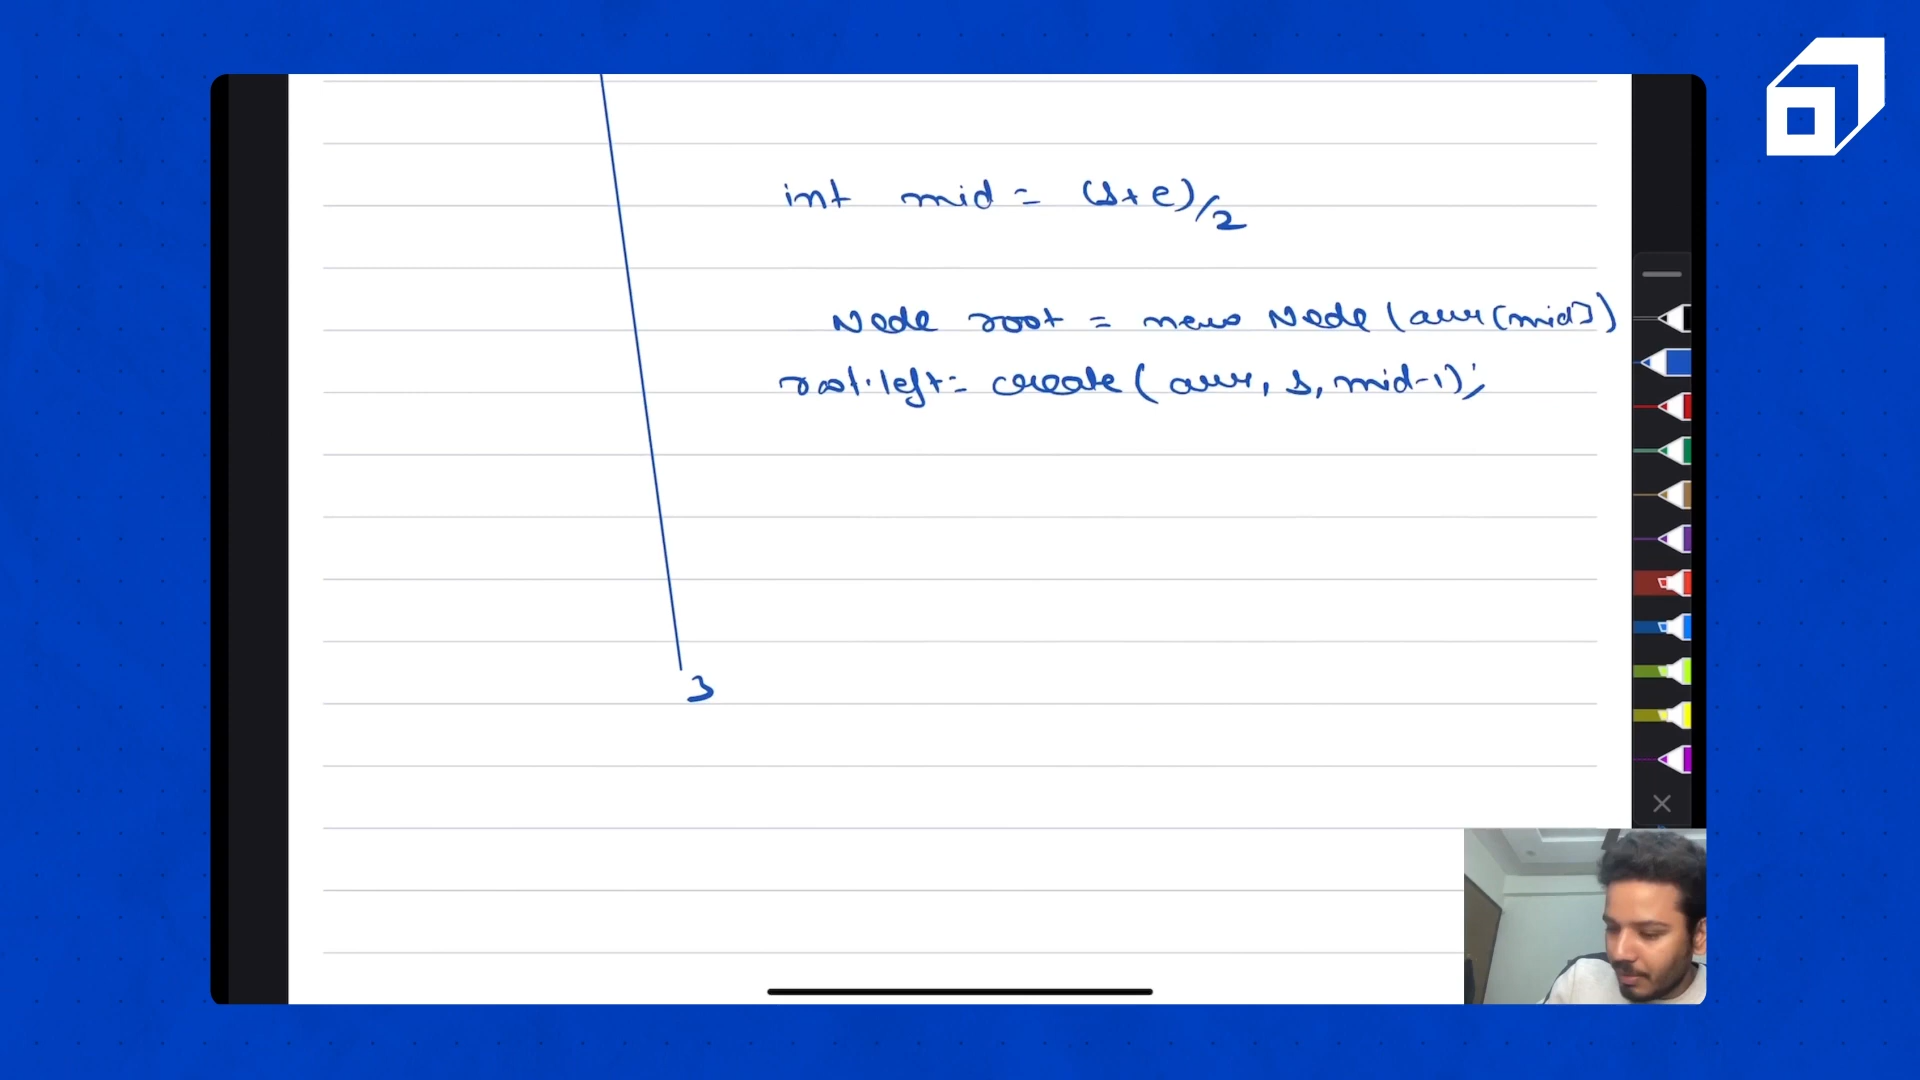 int mid = (s+e)/2
Node root = new Node (arr[mid])
root.left = create( arr, s, mid-1);
}